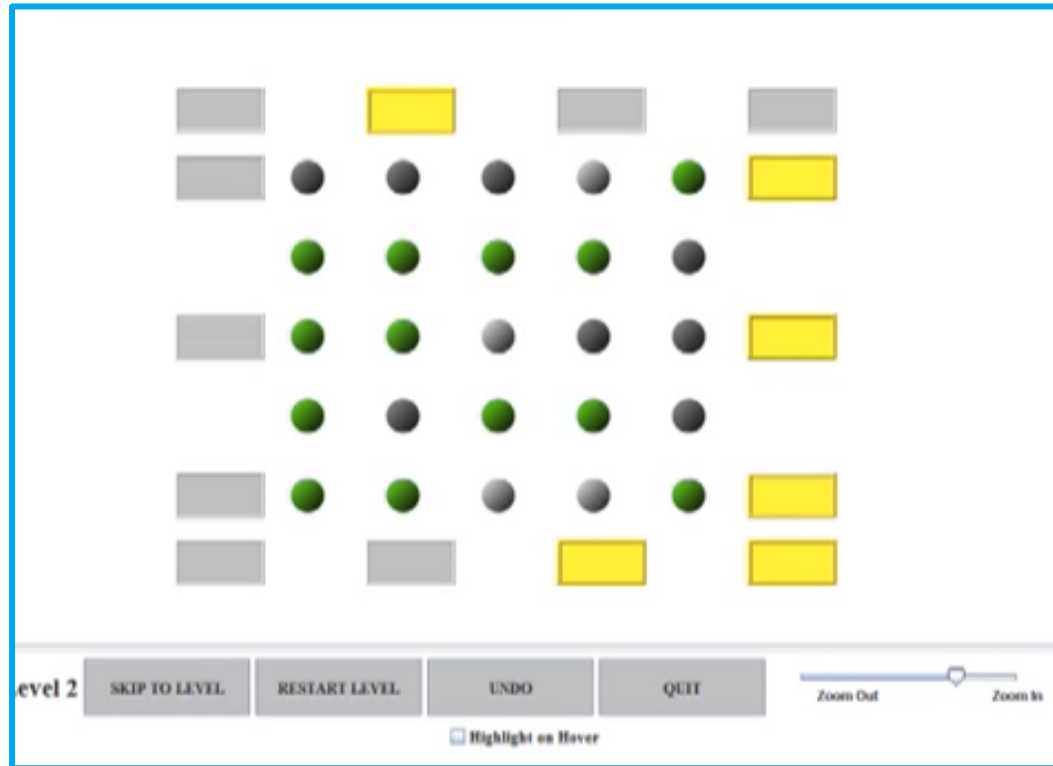 evel 2
SKIP TO LEVEL
RESTART LEVEL
UNDO
QUIT
Zoom Out
Zoom In
Highlight on Hover